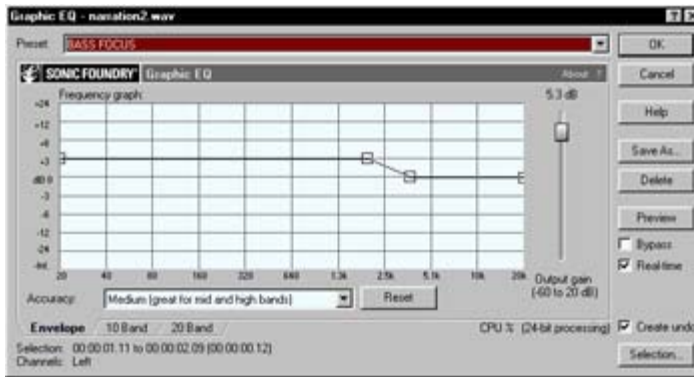 Graphic EQ - narration2.wav
Preset: BASS FOCUS
OK
SONIC FOUNDRY Graphic EQ About ?
Cancel
Frequency graph: 5.3 dB
Help
+24
+12
+6
+3
dB 0
-3
-6
-12
-24
-Inf.
20 40 80 160 320 640 1.3k 2.5k 5.1k 10k 20k
Output gain
(-60 to 20 dB)
Save As...
Delete
Preview
Bypass
Real-time
Accuracy: Medium (great for mid and high bands) Reset
Envelope 10 Band 20 Band CPU % (24-bit processing)
Create undo
Selection: 00:00:01.11 to 00:00:02.09 (00:00:00.12)
Channels: Left
Selection...